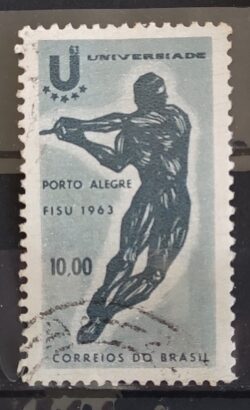 63
U UNIVERSIADE
PORTO ALEGRE
FISU 1963
10,00
CORREIOS DO BRASIL